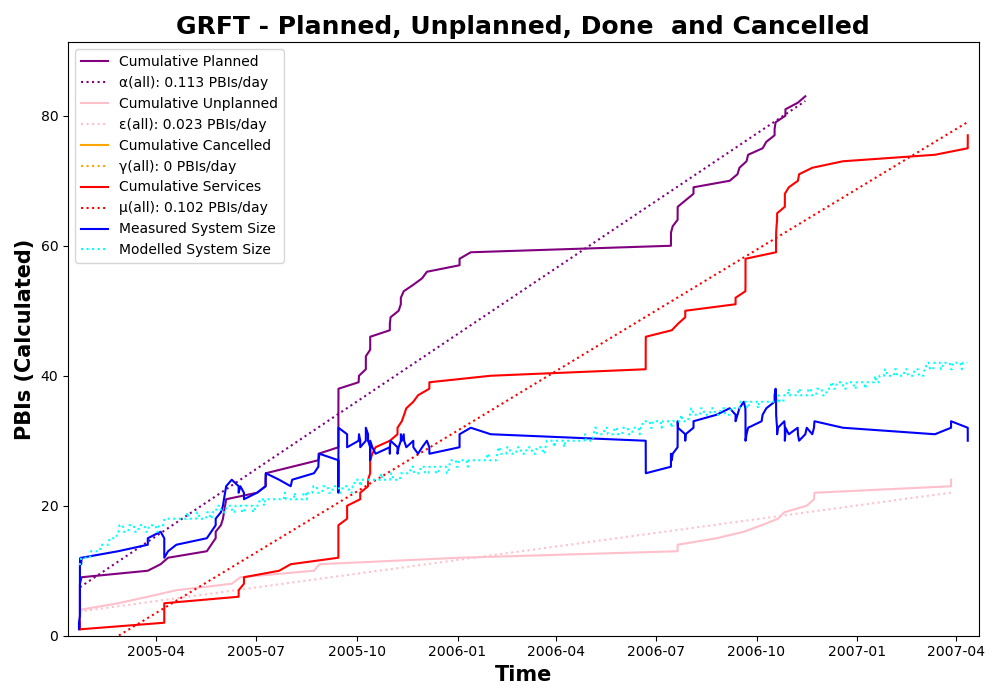 GRFT - Planned, Unplanned, Done  and Cancelled
Cumulative Planned
α(all): 0.113 PBIs/day
Cumulative Unplanned
ε(all): 0.023 PBIs/day
Cumulative Cancelled
γ(all): 0 PBIs/day
Cumulative Services
μ(all): 0.102 PBIs/day
Measured System Size
Modelled System Size
PBIs (Calculated)
80
60
40
20
0
2005-04 2005-07 2005-10 2006-01 2006-04 2006-07 2006-10 2007-01 2007-04
Time